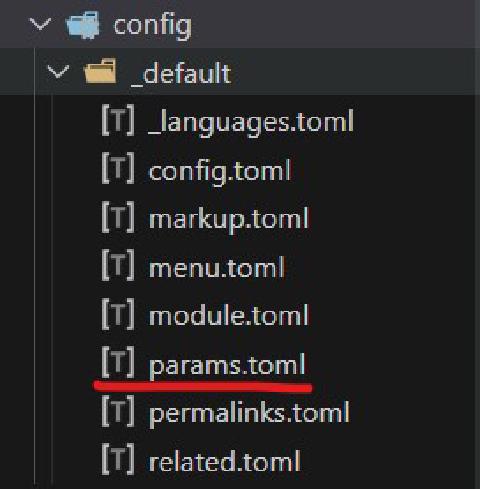 config
_default
[T] _languages.toml
[T] config.toml
[T] markup.toml
[T] menu.toml
[T] module.toml
[T] params.toml
[T] permalinks.toml
[T] related.toml